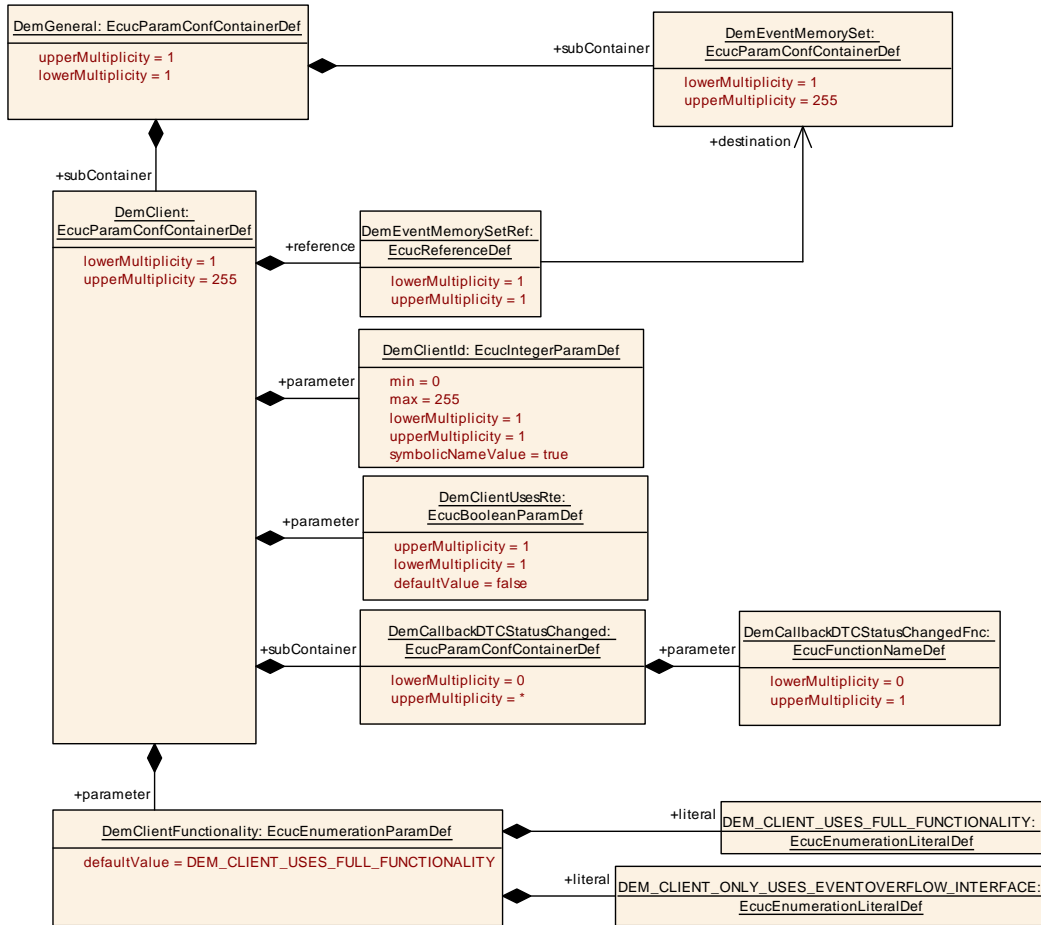 DemGeneral: EcucParamConfContainerDef
upperMultiplicity = 1
lowerMultiplicity = 1
+subContainer
DemEventMemorySet:
EcucParamConfContainerDef
lowerMultiplicity = 1
upperMultiplicity = 255
+destination
+subContainer
DemClient:
EcucParamConfContainerDef
lowerMultiplicity = 1
upperMultiplicity = 255
+reference
DemEventMemorySetRef:
EcucReferenceDef
lowerMultiplicity = 1
upperMultiplicity = 1
+parameter
DemClientId: EcucIntegerParamDef
min = 0
max = 255
lowerMultiplicity = 1
upperMultiplicity = 1
symbolicNameValue = true
+parameter
DemClientUsesRte:
EcucBooleanParamDef
upperMultiplicity = 1
lowerMultiplicity = 1
defaultValue = false
+subContainer
DemCallbackDTCStatusChanged:
EcucParamConfContainerDef
lowerMultiplicity = 0
upperMultiplicity = *
+parameter
DemCallbackDTCStatusChangedFnc:
EcucFunctionNameDef
lowerMultiplicity = 0
upperMultiplicity = 1
+parameter
DemClientFunctionality: EcucEnumerationParamDef
defaultValue = DEM_CLIENT_USES_FULL_FUNCTIONALITY
+literal
DEM_CLIENT_USES_FULL_FUNCTIONALITY:
EcucEnumerationLiteralDef
+literal
DEM_CLIENT_ONLY_USES_EVENTOVERFLOW_INTERFACE:
EcucEnumerationLiteralDef